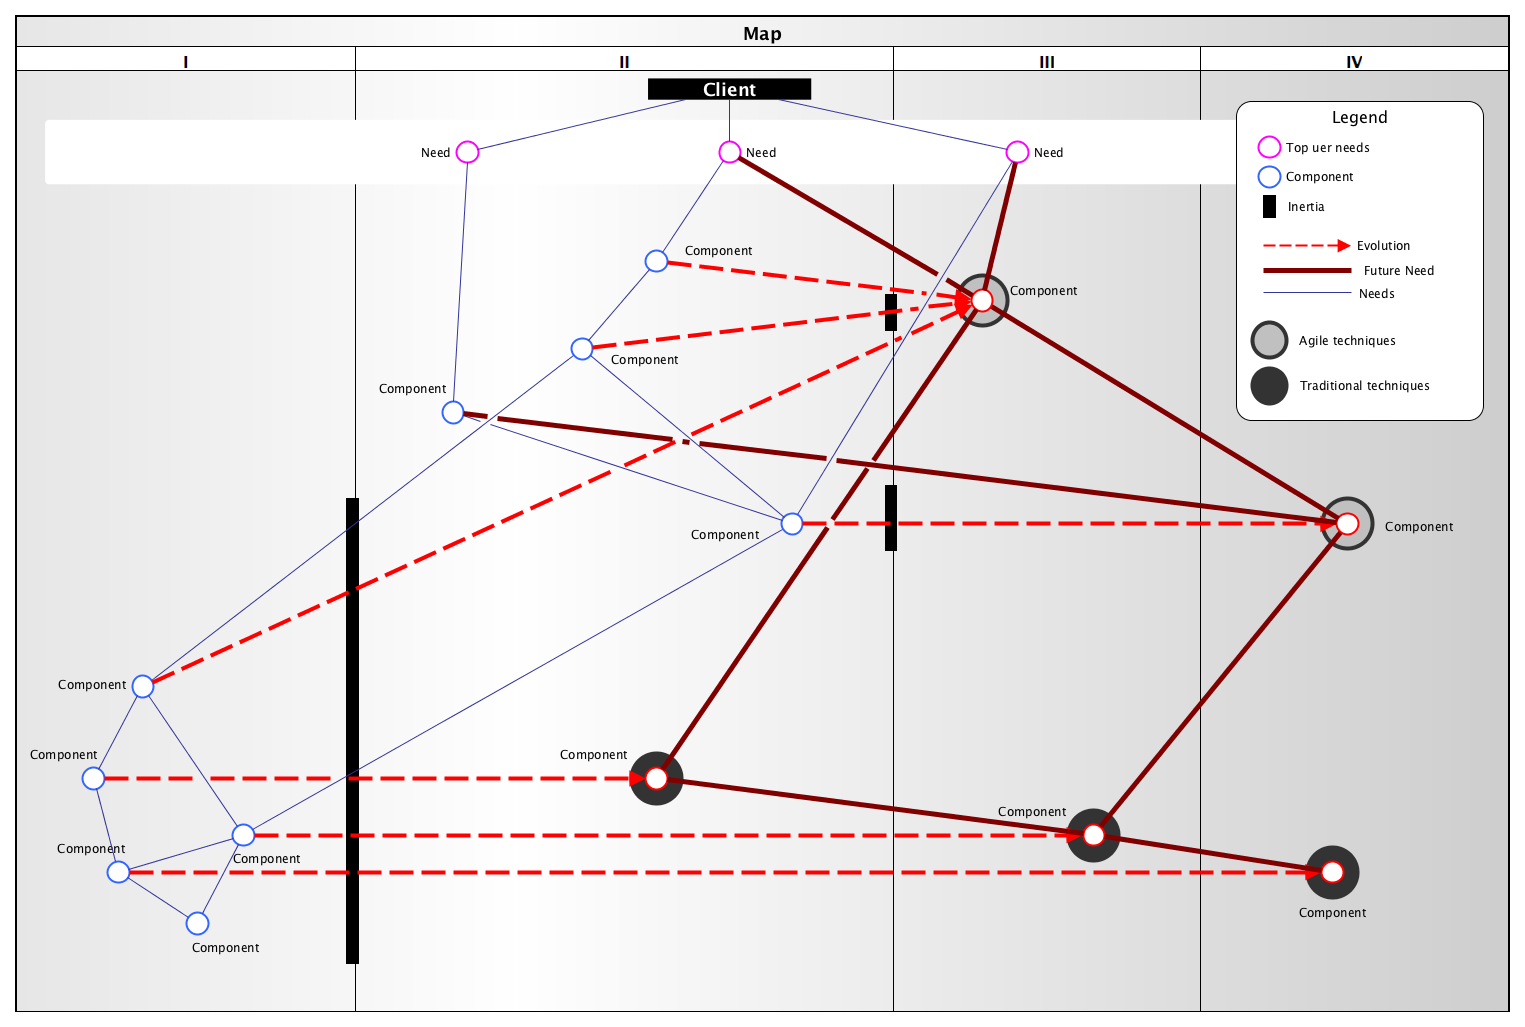 Map
I
II
III
IV
Client
Need
Need
Need
Legend
Top uer needs
Component
Inertia
Evolution
Future Need
Needs
Agile techniques
Traditional techniques
Component
Component
Component
Component
Component
Component
Component
Component
Component
Component
Component
Component
Component
Component